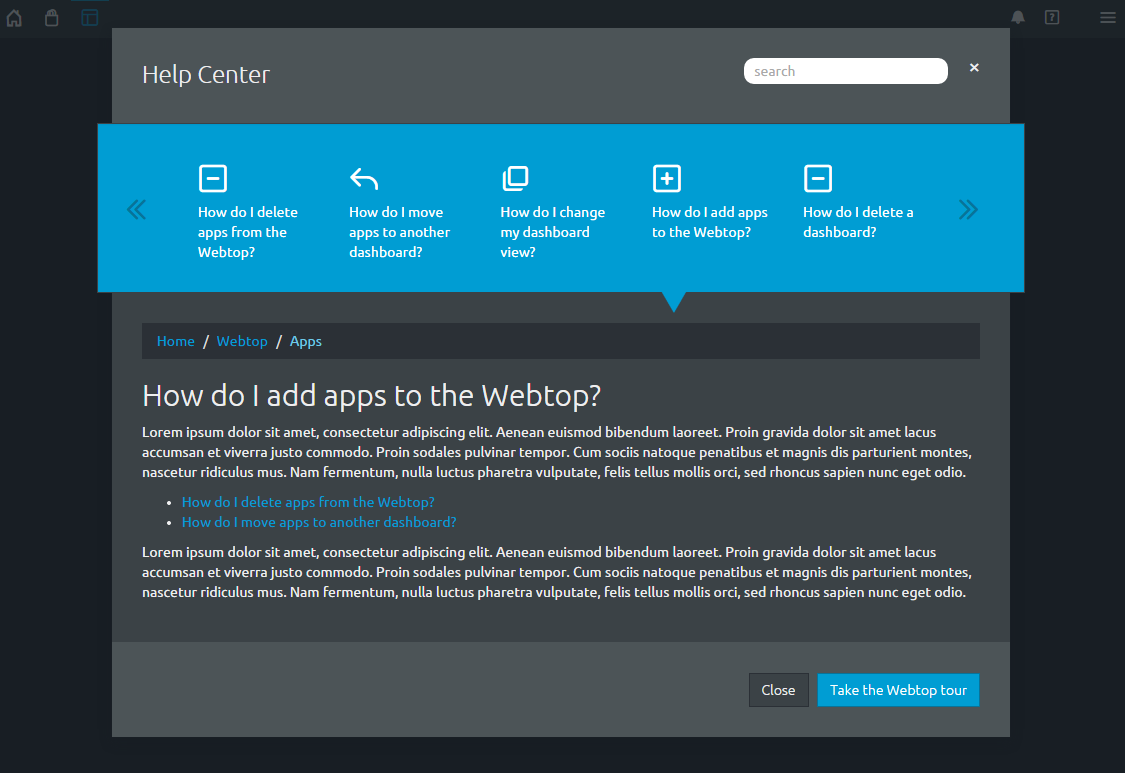 Help Center
search
×
How do I delete
apps from the
Webtop?
How do I move
apps to another
dashboard?
How do I change
my dashboard
view?
How do I add apps
to the Webtop?
How do I delete a
dashboard?
Home / Webtop / Apps
How do I add apps to the Webtop?
Lorem ipsum dolor sit amet, consectetur adipiscing elit. Aenean euismod bibendum laoreet. Proin gravida dolor sit amet lacus
accumsan et viverra justo commodo. Proin sodales pulvinar tempor. Cum sociis natoque penatibus et magnis dis parturient montes,
nascetur ridiculus mus. Nam fermentum, nulla luctus pharetra vulputate, felis tellus mollis orci, sed rhoncus sapien nunc eget odio.
• How do I delete apps from the Webtop?
• How do I move apps to another dashboard?
Lorem ipsum dolor sit amet, consectetur adipiscing elit. Aenean euismod bibendum laoreet. Proin gravida dolor sit amet lacus
accumsan et viverra justo commodo. Proin sodales pulvinar tempor. Cum sociis natoque penatibus et magnis dis parturient montes,
nascetur ridiculus mus. Nam fermentum, nulla luctus pharetra vulputate, felis tellus mollis orci, sed rhoncus sapien nunc eget odio.
Close
Take the Webtop tour